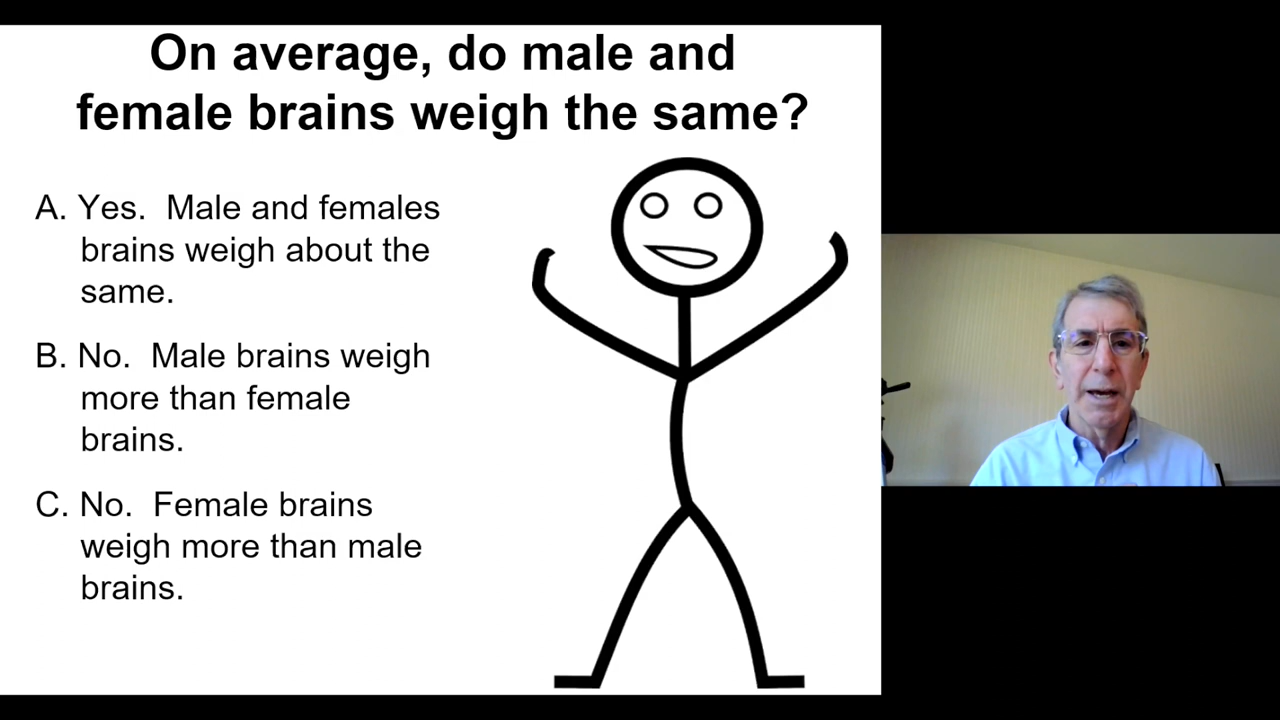 On average, do male and
female brains weigh the same?
A. Yes.  Male and females
brains weigh about the
same.
B. No.  Male brains weigh
more than female
brains.
C. No.  Female brains
weigh more than male
brains.